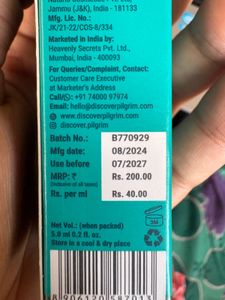 Jammu (J&K), India - 181133
Mfg. Lic. No.:
JK/21-22/COS-8/334
Marketed in India by:
Heavenly Secrets Pvt. Ltd.,
Mumbai, India - 400093
For Queries/Complaint, Contact:
Customer Care Executive
at Marketer's Address
Call/ : +91 74000 97974
Email: hello@discoverpilgrim.com
www.discoverpilgrim.com
discover.pilgrim
Batch No.: B770929
Mfg date: 08/2024
Use before 07/2027
MRP: ₹ Rs. 200.00
(Inclusive of all taxes)
Rs. per ml Rs. 40.00
Net Vol.: (when packed)
5.0 ml 0.2 fl. oz.
Store in a cool & dry place